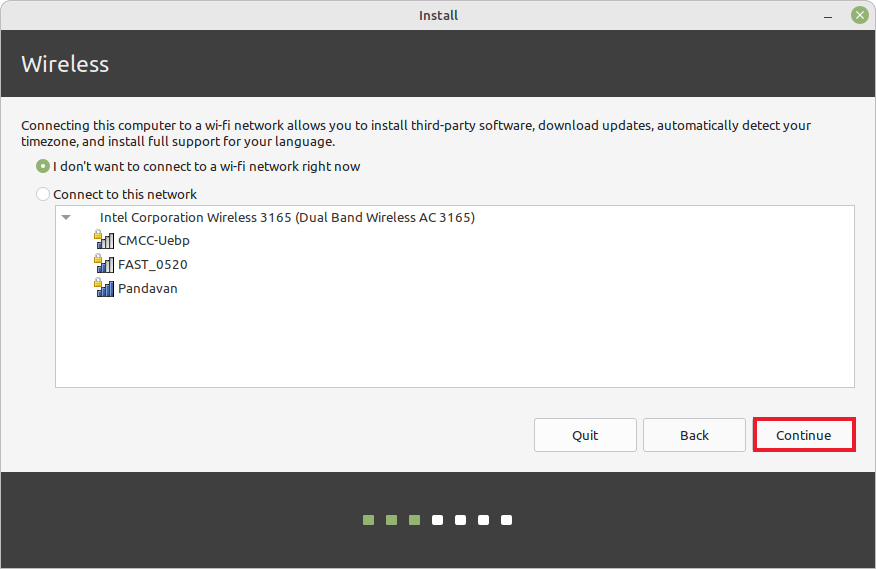 Install
Wireless
Connecting this computer to a wi-fi network allows you to install third-party software, download updates, automatically detect your
timezone, and install full support for your language.
I don't want to connect to a wi-fi network right now
Connect to this network
Intel Corporation Wireless 3165 (Dual Band Wireless AC 3165)
CMCC-Uebp
FAST_0520
Pandavan
Quit Back Continue